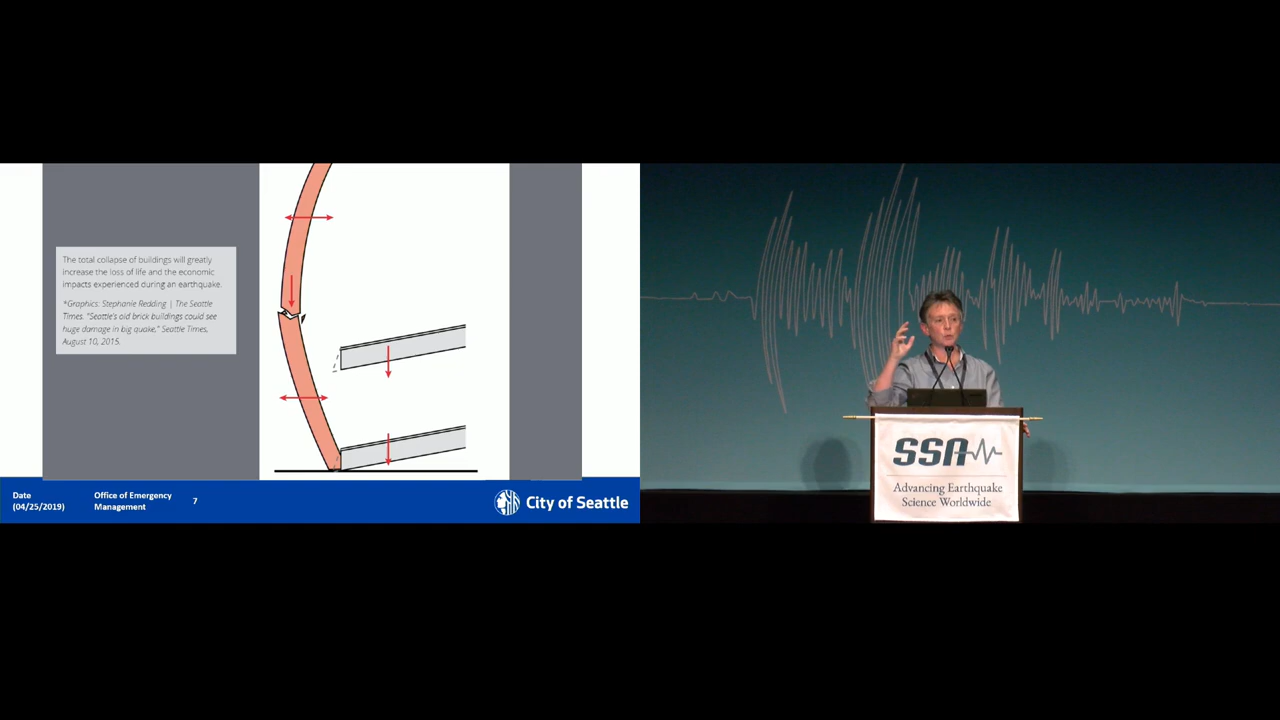 The total collapse of buildings will greatly
increase the loss of life and the economic
impacts experienced during an earthquake.
*Graphics: Stephanie Redding | The Seattle
Times. "Seattle's old brick buildings could see
huge damage in big quake," Seattle Times,
August 10, 2015.
Date
(04/25/2019)
Office of Emergency
Management
7
City of Seattle
SSA
Advancing Earthquake
Science Worldwide